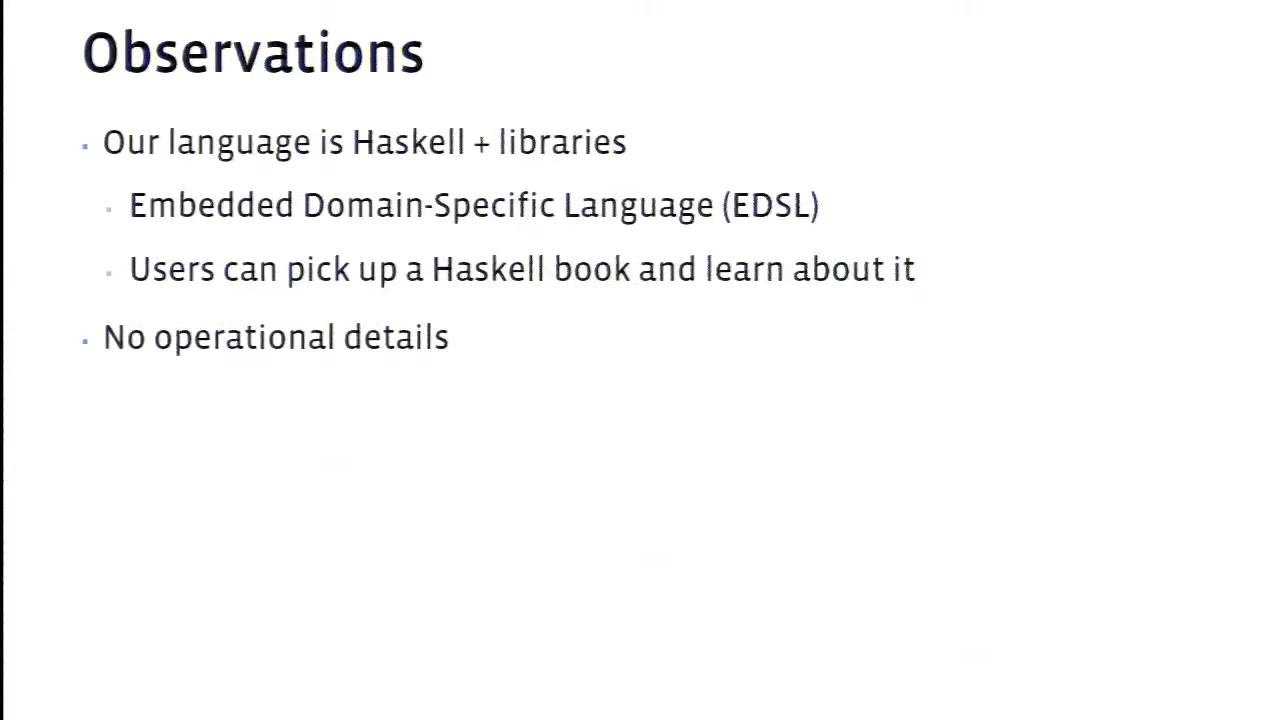 Observations
Our language is Haskell + libraries
Embedded Domain-Specific Language (EDSL)
Users can pick up a Haskell book and learn about it
No operational details